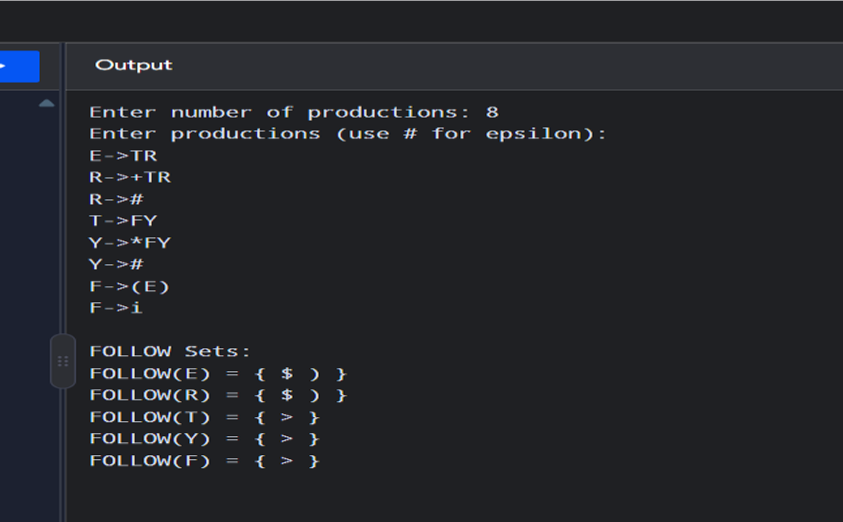 Output
Enter number of productions: 8
Enter productions (use # for epsilon):
E->TR
R->+TR
R->#
T->FY
Y->*FY
Y->#
F->(E)
F->i
FOLLOW Sets:
FOLLOW(E) = { $ ) }
FOLLOW(R) = { $ ) }
FOLLOW(T) = { > }
FOLLOW(Y) = { > }
FOLLOW(F) = { > }